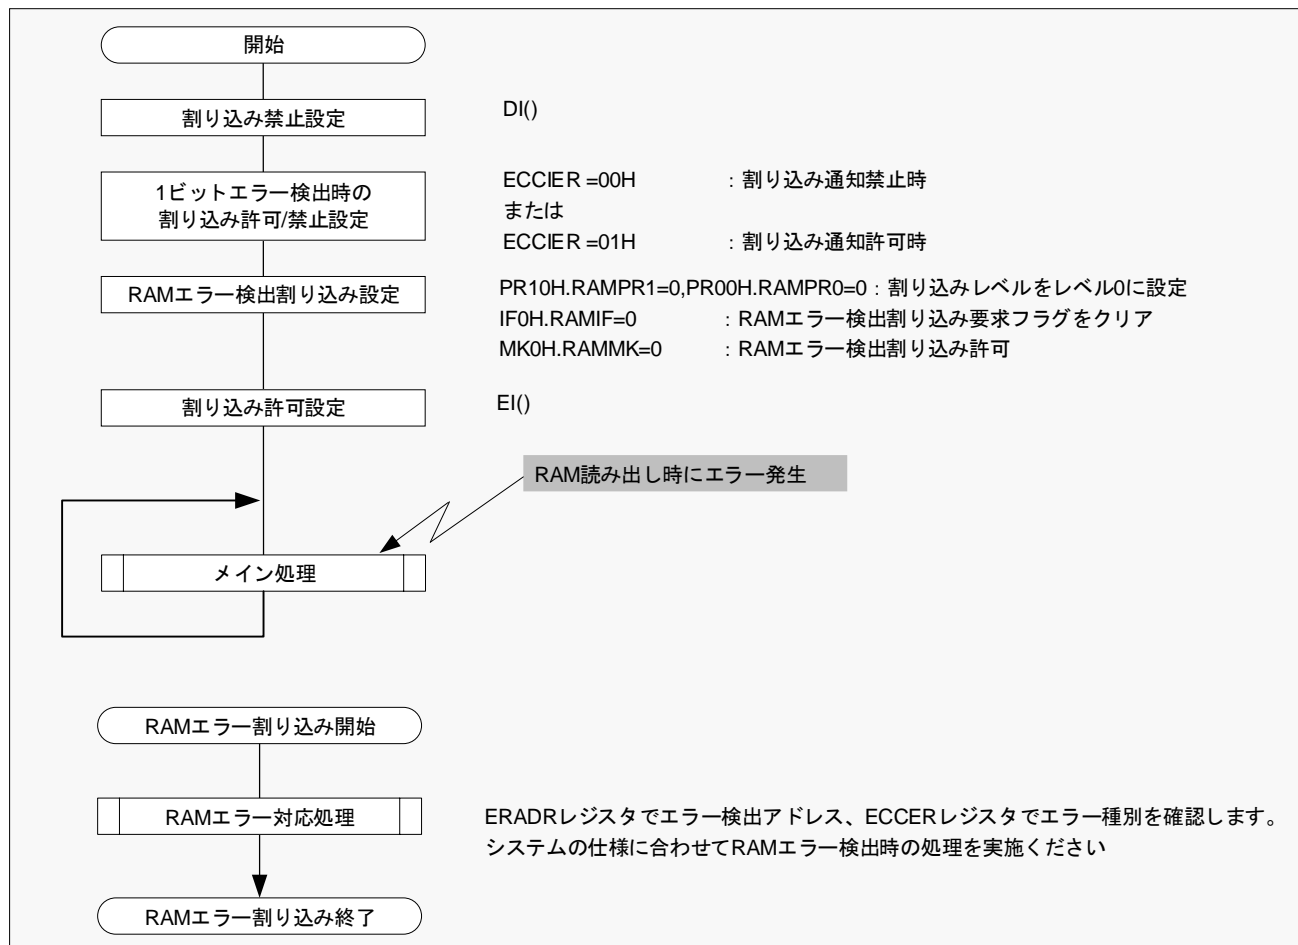 開始
割り込み禁止設定
DI()
1ビットエラー検出時の
割り込み許可/禁止設定
ECCIER =00H ：割り込み通知禁止時
または
ECCIER =01H ：割り込み通知許可時
RAMエラー検出割り込み設定
PR10H.RAMPR1=0,PR00H.RAMPR0=0：割り込みレベルをレベル0に設定
IF0H.RAMIF=0 ：RAMエラー検出割り込み要求フラグをクリア
MK0H.RAMMK=0 ：RAMエラー検出割り込み許可
割り込み許可設定
EI()
RAM読み出し時にエラー発生
メイン処理
RAMエラー割り込み開始
RAMエラー対応処理
ERADRレジスタでエラー検出アドレス、ECCERレジスタでエラー種別を確認します。
システムの仕様に合わせてRAMエラー検出時の処理を実施ください
RAMエラー割り込み終了